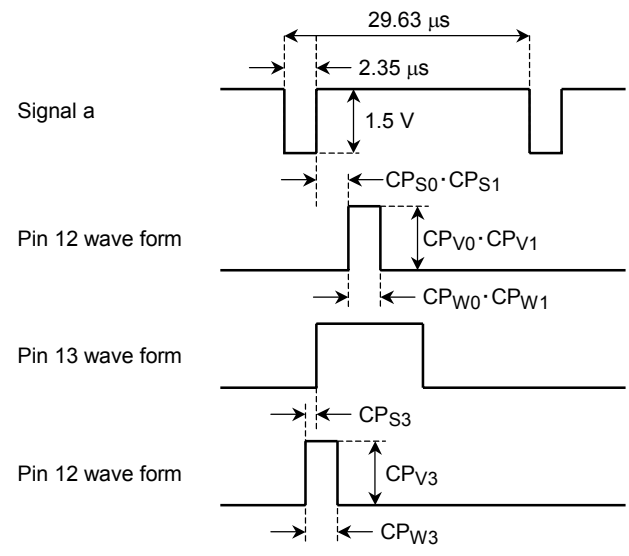 29.63 μs
2.35 μs
Signal a
1.5 V
CPS0·CPS1
Pin 12 wave form
CPV0·CPV1
CPW0·CPW1
Pin 13 wave form
CPS3
Pin 12 wave form
CPV3
CPW3